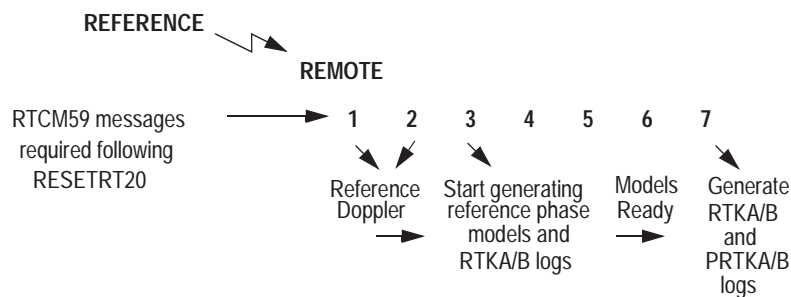 REFERENCE
REMOTE
RTCM59 messages
required following
RESETRT20
1 2 3 4 5 6 7
Reference
Doppler
Start generating
reference phase
models and
RTKA/B logs
Models
Ready
Generate
RTKA/B
and
PRTKA/B
logs